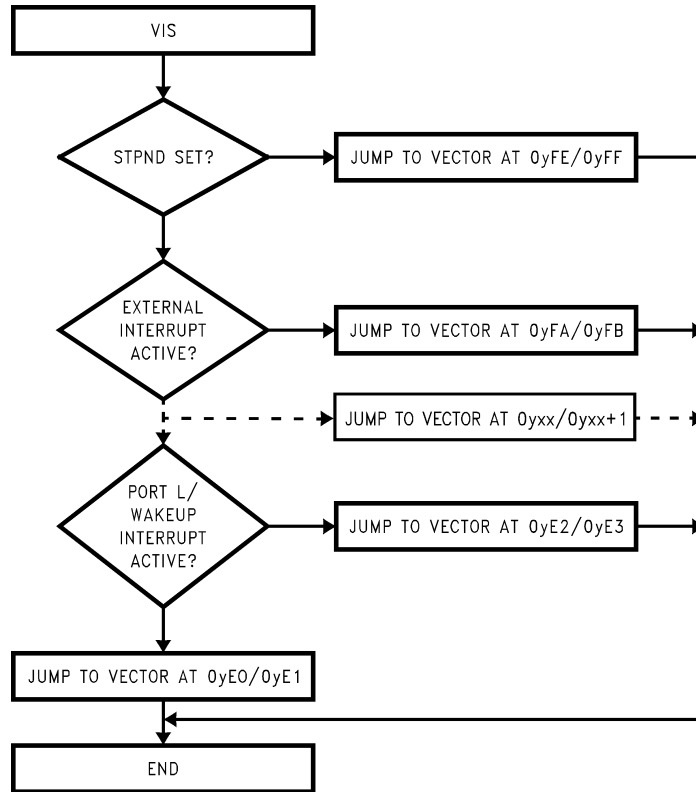 VIS
STPND SET?
JUMP TO VECTOR AT 0yFE/0yFF
EXTERNAL
INTERRUPT
ACTIVE?
JUMP TO VECTOR AT 0yFA/0yFB
JUMP TO VECTOR AT 0yxx/0yxx+1
PORT L/
WAKEUP
INTERRUPT
ACTIVE?
JUMP TO VECTOR AT 0yE2/0yE3
JUMP TO VECTOR AT 0yE0/0yE1
END